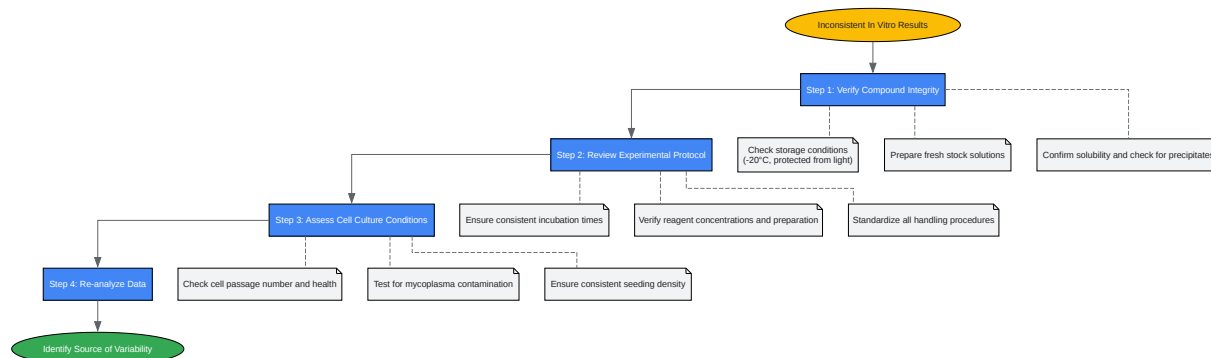 Inconsistent In Vitro Results
Step 1: Verify Compound Integrity
Check storage conditions
(-20°C, protected from light)
Prepare fresh stock solutions
Confirm solubility and check for precipitates
Step 2: Review Experimental Protocol
Ensure consistent incubation times
Verify reagent concentrations and preparation
Standardize all handling procedures
Step 3: Assess Cell Culture Conditions
Check cell passage number and health
Test for mycoplasma contamination
Ensure consistent seeding density
Step 4: Re-analyze Data
Identify Source of Variability